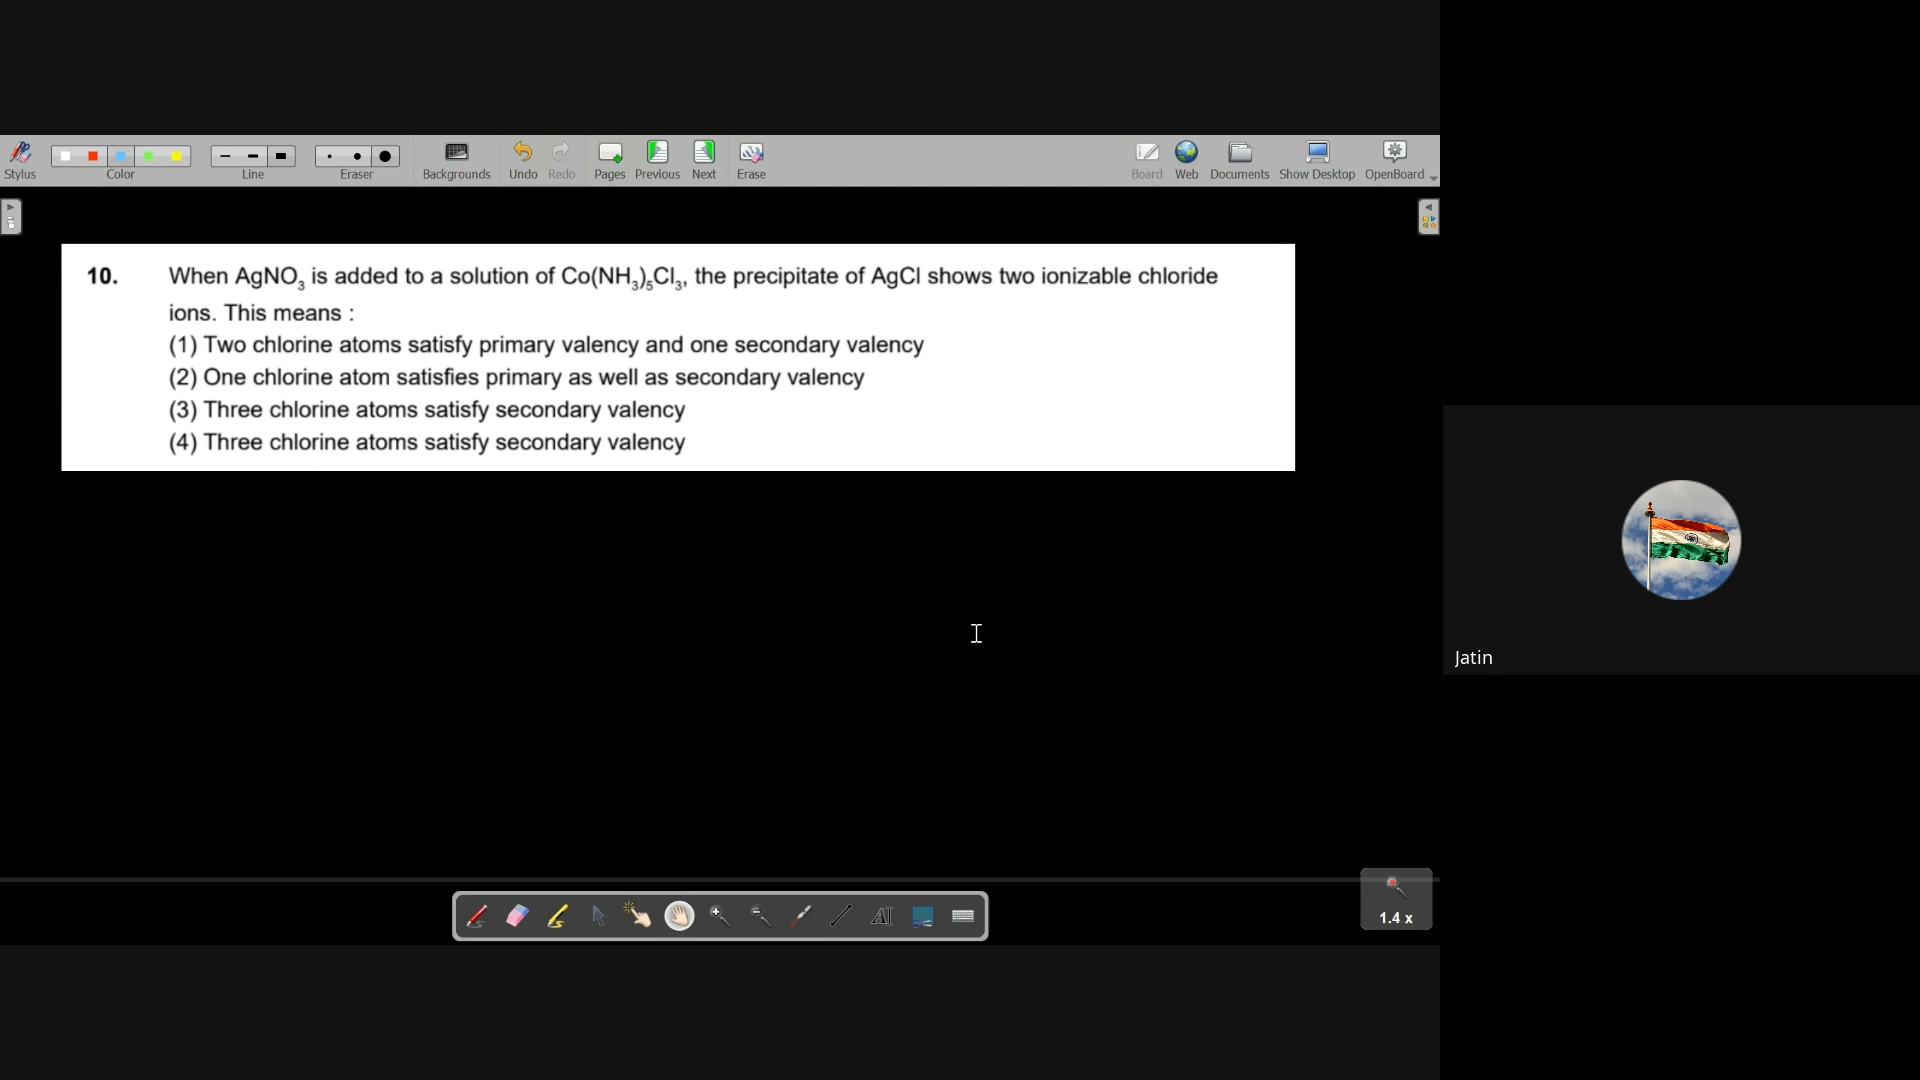 Stylus Color Line Eraser Backgrounds Undo Redo Pages Previous Next Erase Board Web Documents Show Desktop OpenBoard
10. When AgNO₃ is added to a solution of Co(NH₃)₅Cl₃, the precipitate of AgCl shows two ionizable chloride
ions. This means :
(1) Two chlorine atoms satisfy primary valency and one secondary valency
(2) One chlorine atom satisfies primary as well as secondary valency
(3) Three chlorine atoms satisfy secondary valency
(4) Three chlorine atoms satisfy secondary valency
Jatin
AI
1.4 x